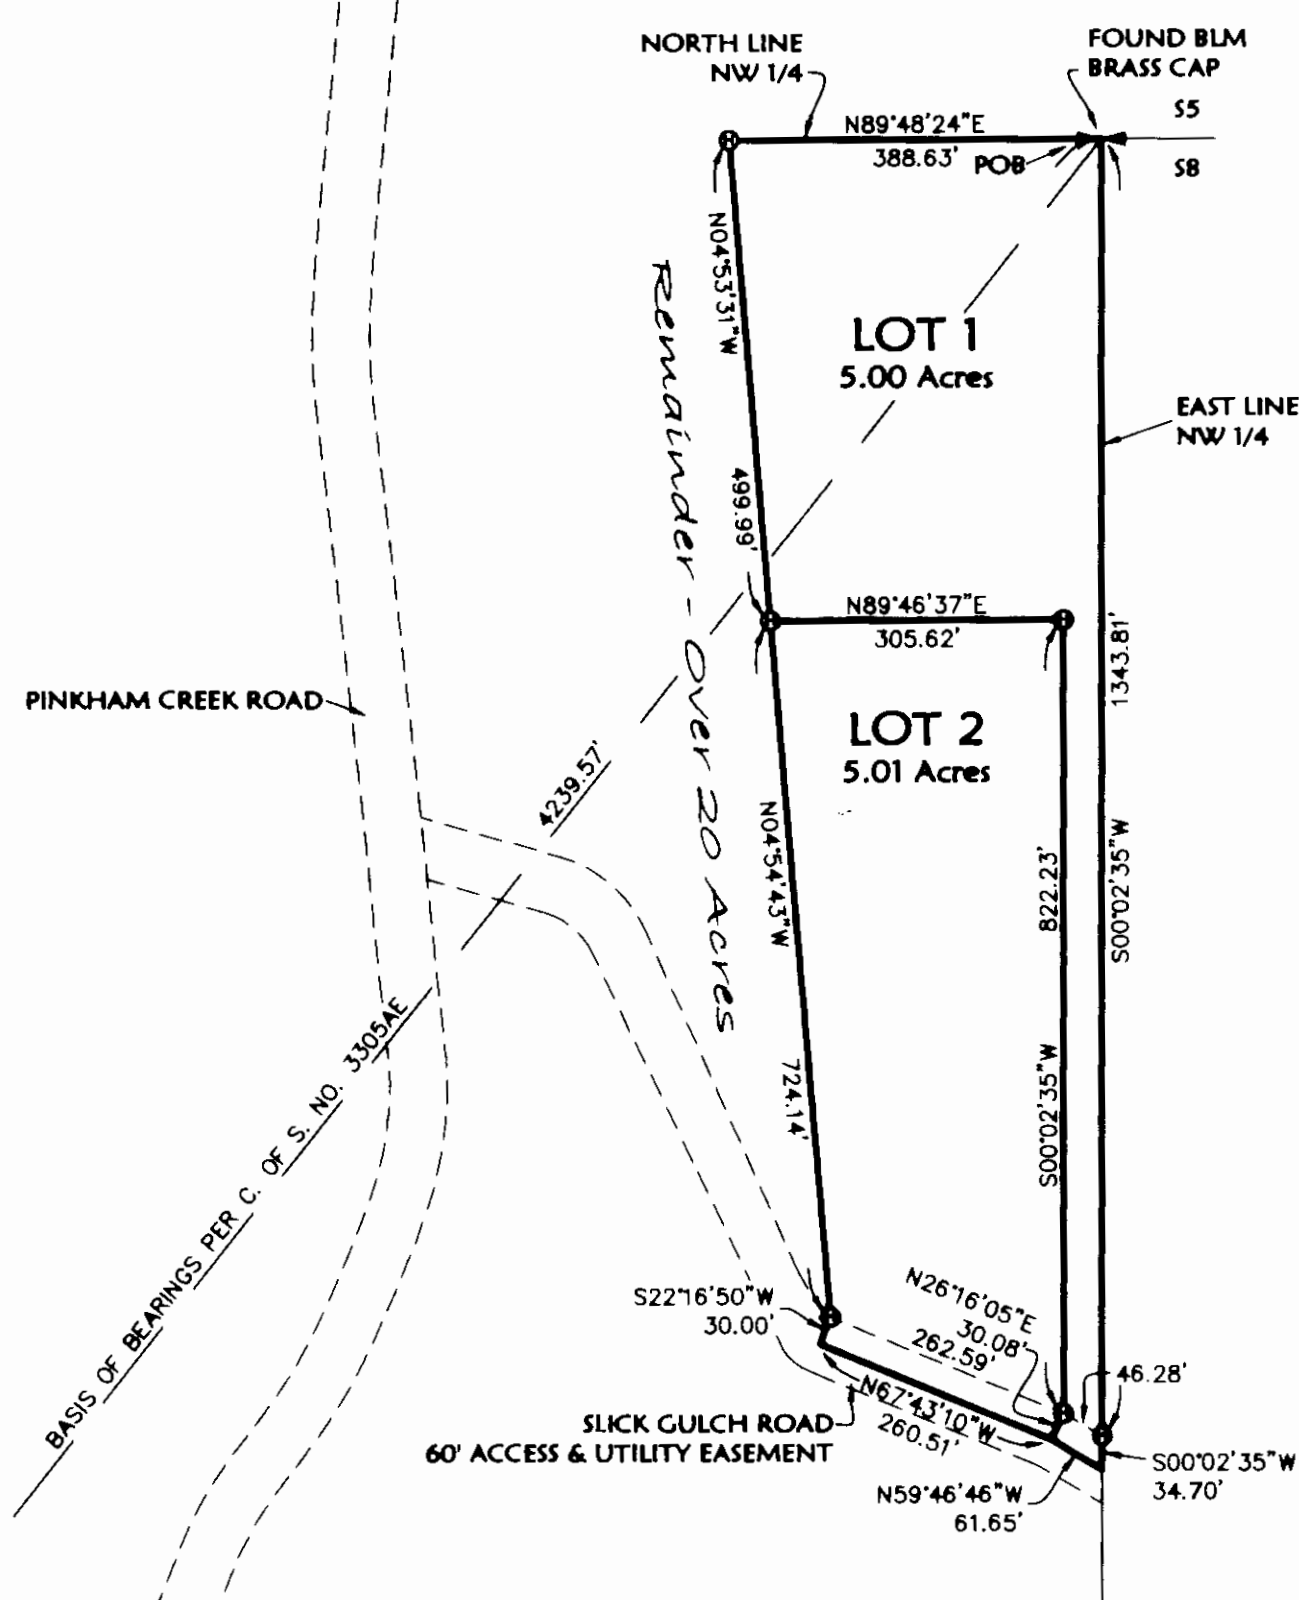 NORTH LINE
NW 1/4
FOUND BLM
BRASS CAP
S5
S8
N89°48'24"E
388.63'
POB
N04°53'31"W
499.99'
LOT 1
5.00 Acres
EAST LINE
NW 1/4
Remainder - Over 20 Acres
N89°46'37"E
305.62'
1343.81'
S00°02'35"W
PINKHAM CREEK ROAD
LOT 2
5.01 Acres
4239.57'
N04°54'43"W
724.14'
822.23'
S00°02'35"W
BASIS OF BEARINGS PER C. OF S. NO. 3305AE
S22°16'50"W
30.00'
N26°16'05"E
30.08'
262.59'
46.28'
N67°43'10"W
260.51'
SLICK GULCH ROAD
60' ACCESS & UTILITY EASEMENT
S00°02'35"W
34.70'
N59°46'46"W
61.65'